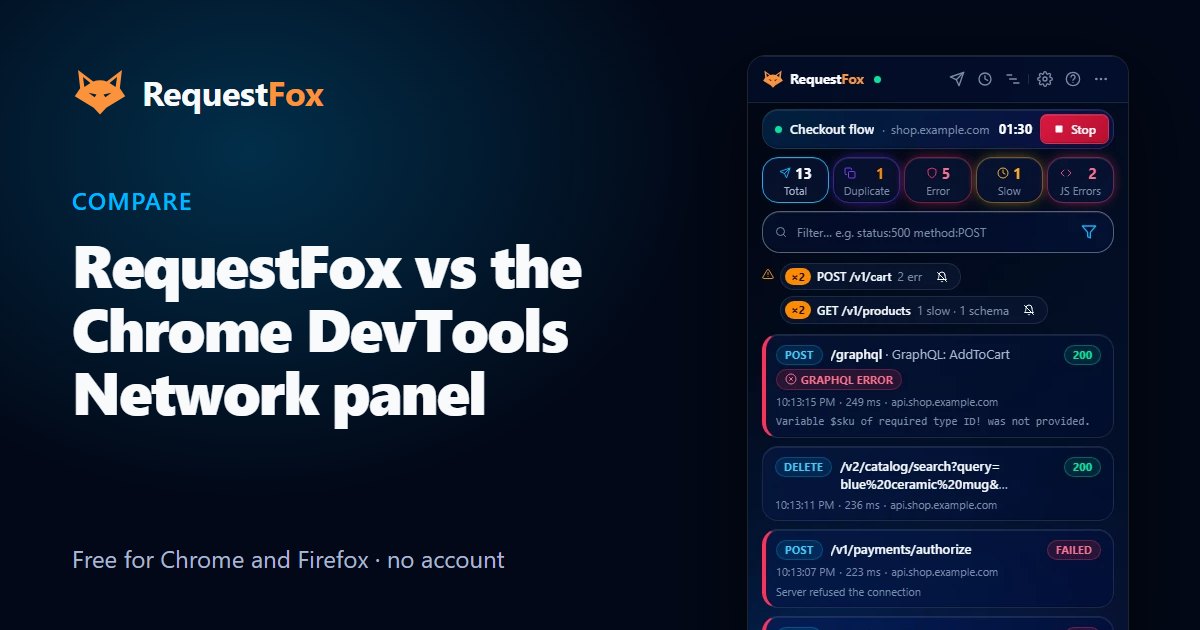 RequestFox
COMPARE
RequestFox vs the
Chrome DevTools
Network panel
Free for Chrome and Firefox · no account
RequestFox
Checkout flow · shop.example.com 01:30 Stop
13 1 5 1 2
Total Duplicate Error Slow JS Errors
Filter... e.g. status:500 method:POST
×2 POST /v1/cart 2 err
×2 GET /v1/products 1 slow · 1 schema
POST /graphql · GraphQL: AddToCart 200
GRAPHQL ERROR
10:13:15 PM · 249 ms · api.shop.example.com
Variable $sku of required type ID! was not provided.
DELETE /v2/catalog/search?query= 200
blue%20ceramic%20mug&...
10:13:11 PM · 236 ms · api.shop.example.com
POST /v1/payments/authorize FAILED
10:13:07 PM · 223 ms · api.shop.example.com
Server refused the connection